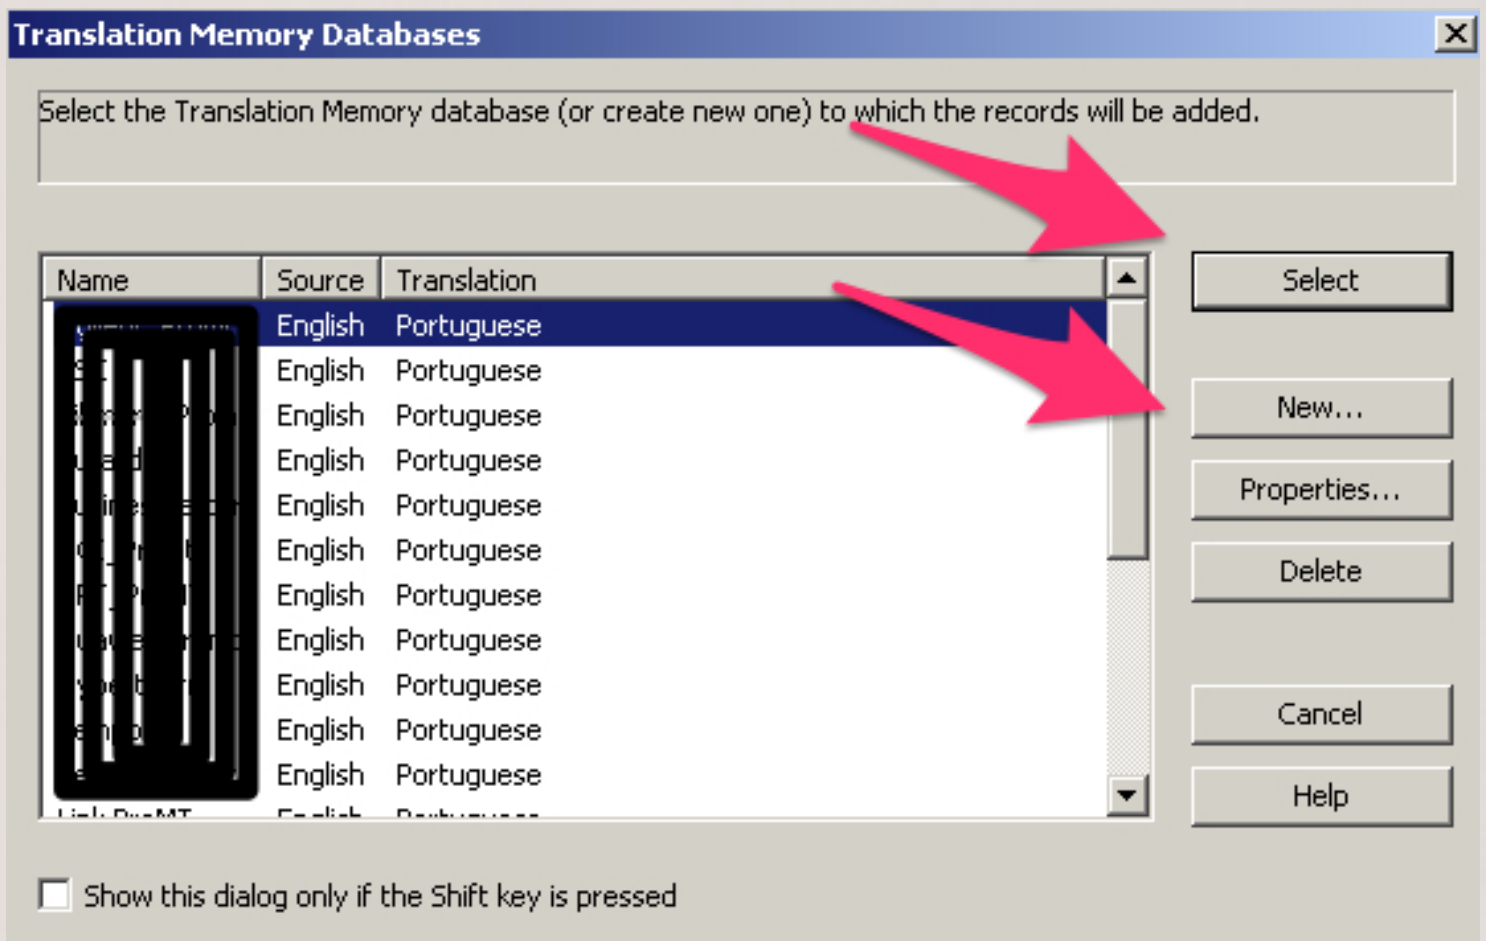 Translation Memory Databases
Select the Translation Memory database (or create new one) to which the records will be added.
Name Source Translation
English Portuguese
English Portuguese
English Portuguese
English Portuguese
English Portuguese
English Portuguese
English Portuguese
English Portuguese
English Portuguese
English Portuguese
English Portuguese
English Portuguese
Select
New...
Properties...
Delete
Cancel
Help
Show this dialog only if the Shift key is pressed